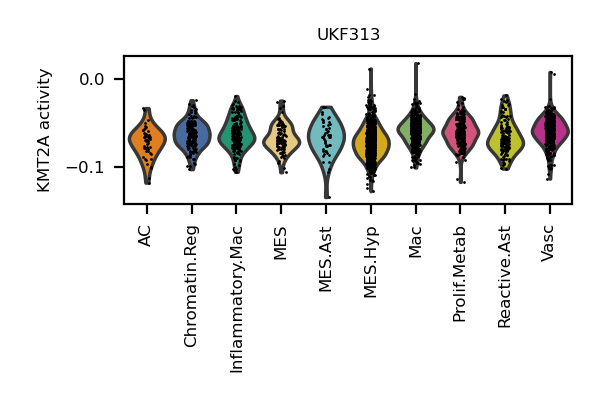 UKF313
KMT2A activity
0.0
−0.1
AC
Chromatin.Reg
Inflammatory.Mac
MES
MES.Ast
MES.Hyp
Mac
Prolif.Metab
Reactive.Ast
Vasc